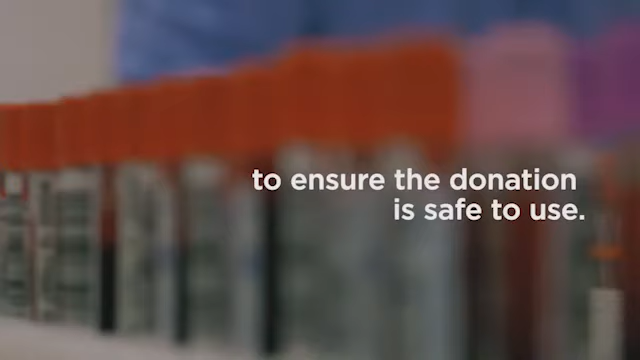 to ensure the donation
is safe to use.